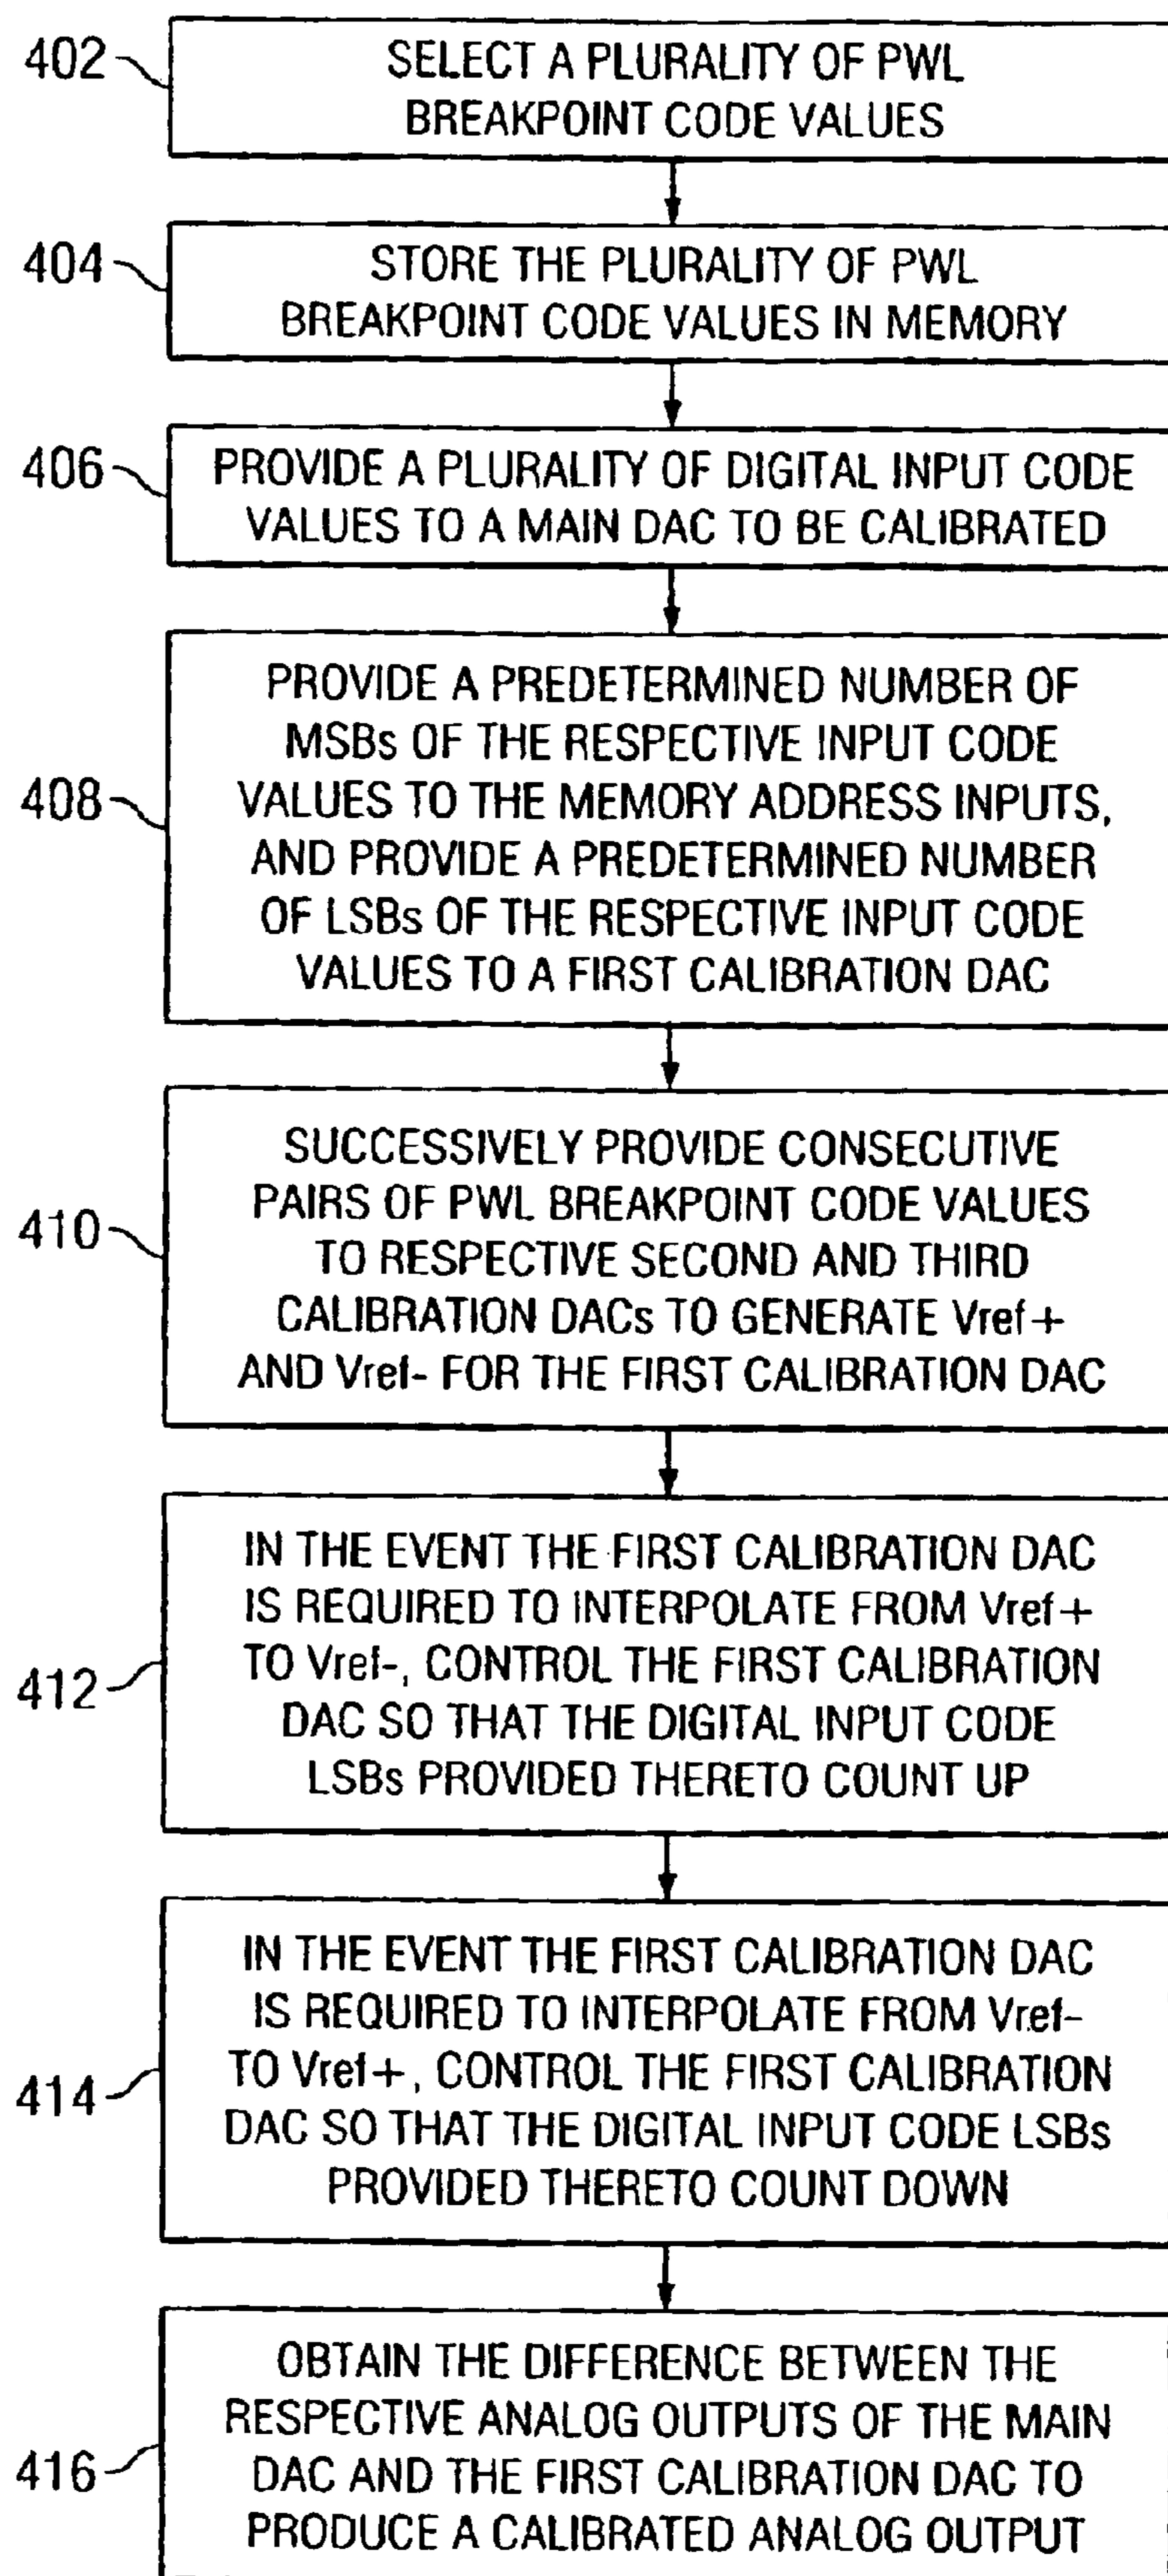 402
SELECT A PLURALITY OF PWL
BREAKPOINT CODE VALUES
404
STORE THE PLURALITY OF PWL
BREAKPOINT CODE VALUES IN MEMORY
406
PROVIDE A PLURALITY OF DIGITAL INPUT CODE
VALUES TO A MAIN DAC TO BE CALIBRATED
408
PROVIDE A PREDETERMINED NUMBER OF
MSBs OF THE RESPECTIVE INPUT CODE
VALUES TO THE MEMORY ADDRESS INPUTS,
AND PROVIDE A PREDETERMINED NUMBER
OF LSBs OF THE RESPECTIVE INPUT CODE
VALUES TO A FIRST CALIBRATION DAC
410
SUCCESSIVELY PROVIDE CONSECUTIVE
PAIRS OF PWL BREAKPOINT CODE VALUES
TO RESPECTIVE SECOND AND THIRD
CALIBRATION DACs TO GENERATE Vref+
AND Vref- FOR THE FIRST CALIBRATION DAC
412
IN THE EVENT THE FIRST CALIBRATION DAC
IS REQUIRED TO INTERPOLATE FROM Vref+
TO Vref-, CONTROL THE FIRST CALIBRATION
DAC SO THAT THE DIGITAL INPUT CODE
LSBs PROVIDED THERETO COUNT UP
414
IN THE EVENT THE FIRST CALIBRATION DAC
IS REQUIRED TO INTERPOLATE FROM Vref-
TO Vref+, CONTROL THE FIRST CALIBRATION
DAC SO THAT THE DIGITAL INPUT CODE LSBs
PROVIDED THERETO COUNT DOWN
416
OBTAIN THE DIFFERENCE BETWEEN THE
RESPECTIVE ANALOG OUTPUTS OF THE MAIN
DAC AND THE FIRST CALIBRATION DAC TO
PRODUCE A CALIBRATED ANALOG OUTPUT